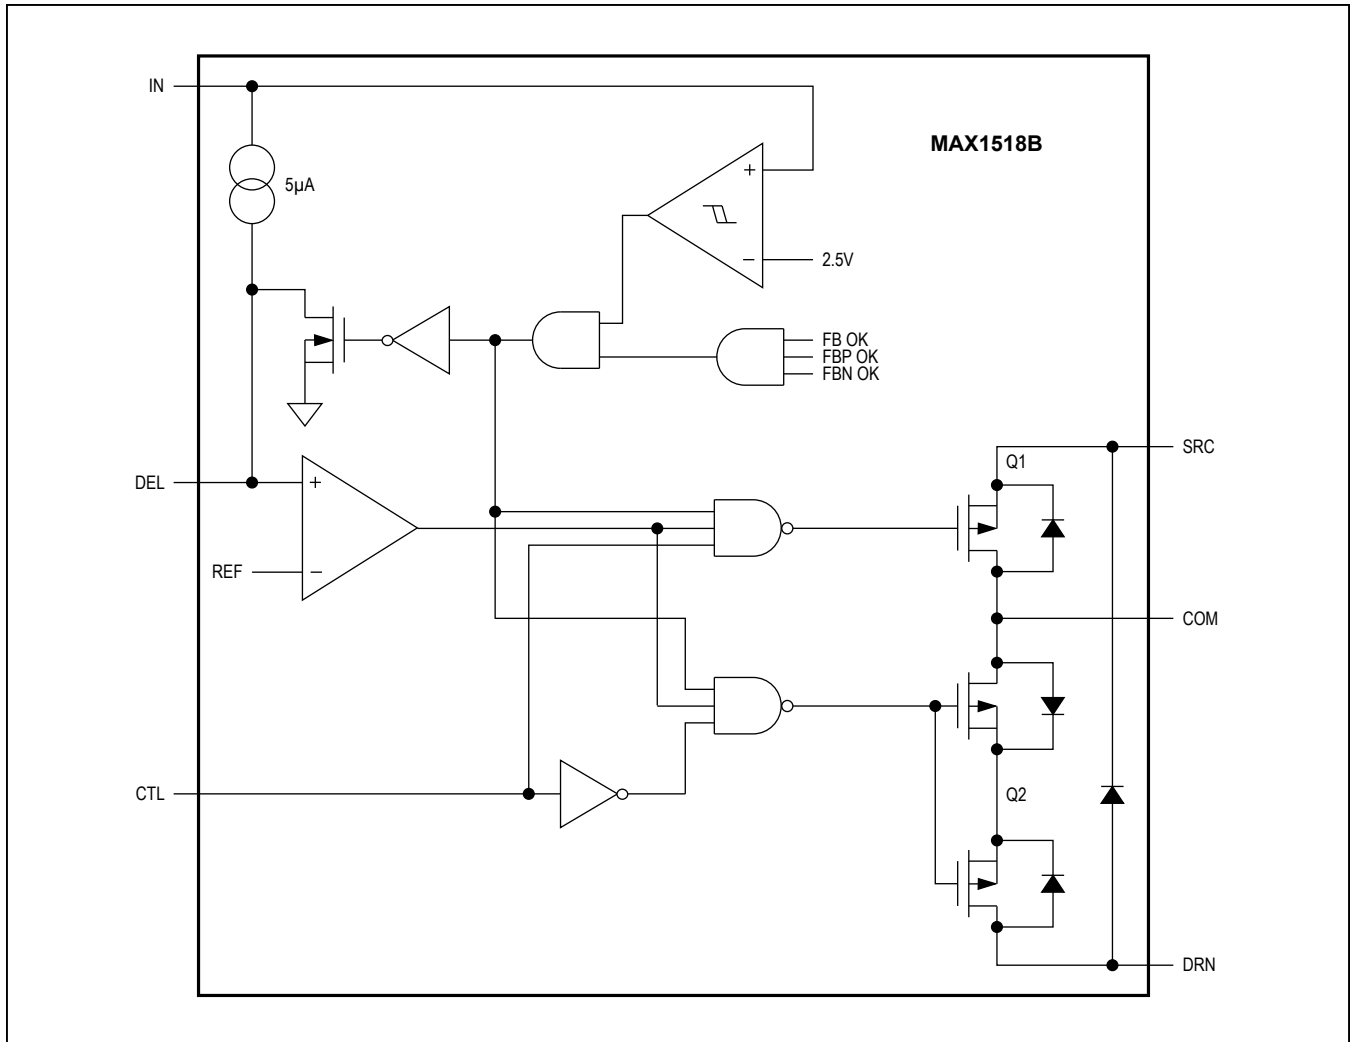 IN
MAX1518B
+
5µA
−
2.5V
FB OK
FBP OK
FBN OK
SRC
Q1
DEL
+
REF
−
COM
CTL
Q2
DRN